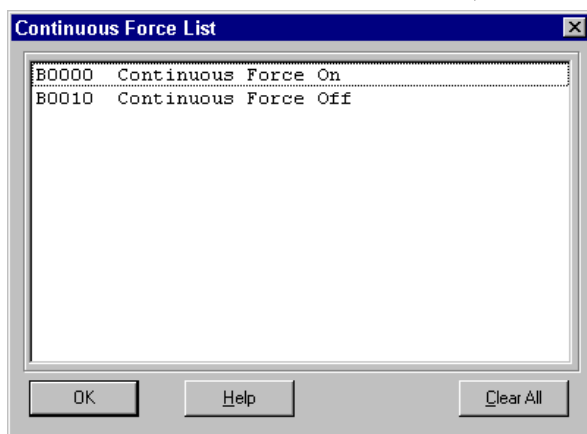 Continuous Force List
B0000 Continuous Force On
B0010 Continuous Force Off
OK
Help
Clear All